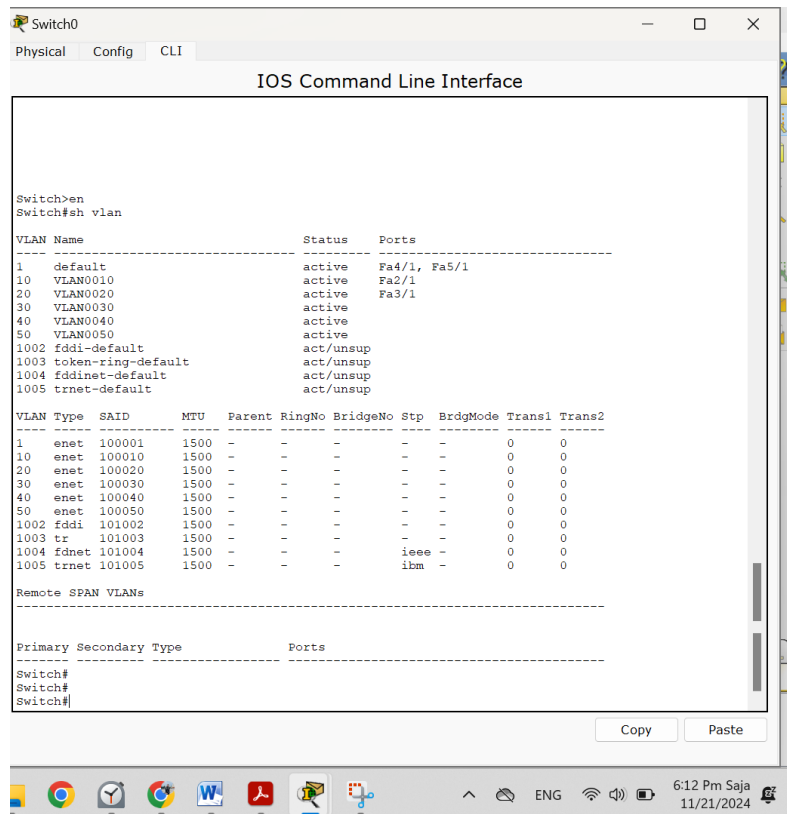 Switch0
Physical Config CLI
IOS Command Line Interface
Switch>en
Switch#sh vlan
VLAN Name                             Status    Ports
---- -------------------------------- --------- -------------------------------
1    default                          active    Fa4/1, Fa5/1
10   VLAN0010                         active    Fa2/1
20   VLAN0020                         active    Fa3/1
30   VLAN0030                         active
40   VLAN0040                         active
50   VLAN0050                         active
1002 fddi-default                     act/unsup
1003 token-ring-default               act/unsup
1004 fddinet-default                  act/unsup
1005 trnet-default                    act/unsup
VLAN Type  SAID       MTU   Parent RingNo BridgeNo Stp  BrdgMode Trans1 Trans2
---- ----- ---------- ----- ------ ------ -------- ---- -------- ------ ------
1    enet  100001     1500  -      -      -        -    -        0      0
10   enet  100010     1500  -      -      -        -    -        0      0
20   enet  100020     1500  -      -      -        -    -        0      0
30   enet  100030     1500  -      -      -        -    -        0      0
40   enet  100040     1500  -      -      -        -    -        0      0
50   enet  100050     1500  -      -      -        -    -        0      0
1002 fddi  101002     1500  -      -      -        -    -        0      0
1003 tr    101003     1500  -      -      -        -    -        0      0
1004 fdnet 101004     1500  -      -      -        ieee -        0      0
1005 trnet 101005     1500  -      -      -        ibm  -        0      0
Remote SPAN VLANs
------------------------------------------------------------------------------
Primary Secondary Type              Ports
------- --------- ----------------- ------------------------------------------
Switch#
Switch#
Switch#
Copy Paste
ENG 6:12 Pm Saja
11/21/2024